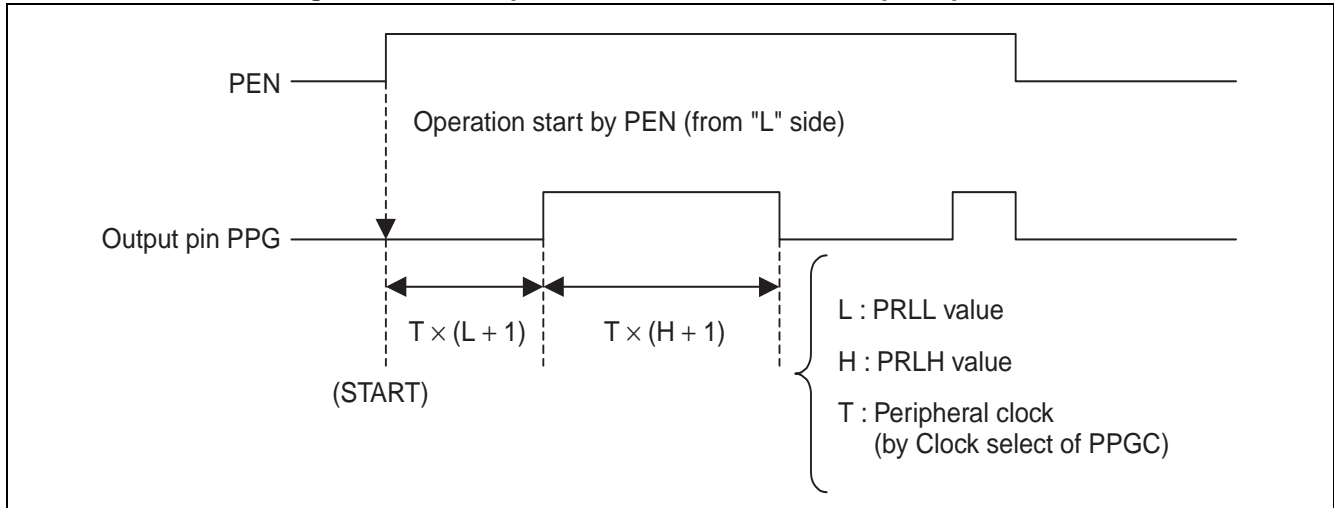 PEN
Operation start by PEN (from "L" side)
Output pin PPG
T × (L + 1)
T × (H + 1)
(START)
L : PRLL value
H : PRLH value
T : Peripheral clock
(by Clock select of PPGC)